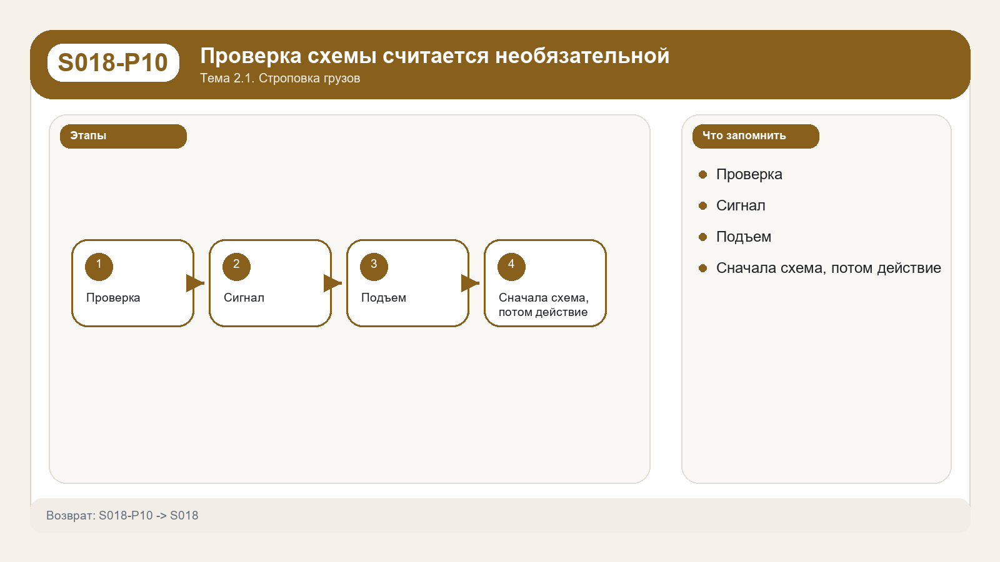 S018-P10
Проверка схемы считается необязательной
Тема 2.1. Строповка грузов
Этапы
1
Проверка
2
Сигнал
3
Подъем
4
Сначала схема,
потом действие
Что запомнить
Проверка
Сигнал
Подъем
Сначала схема, потом действие
Возврат: S018-P10 -> S018